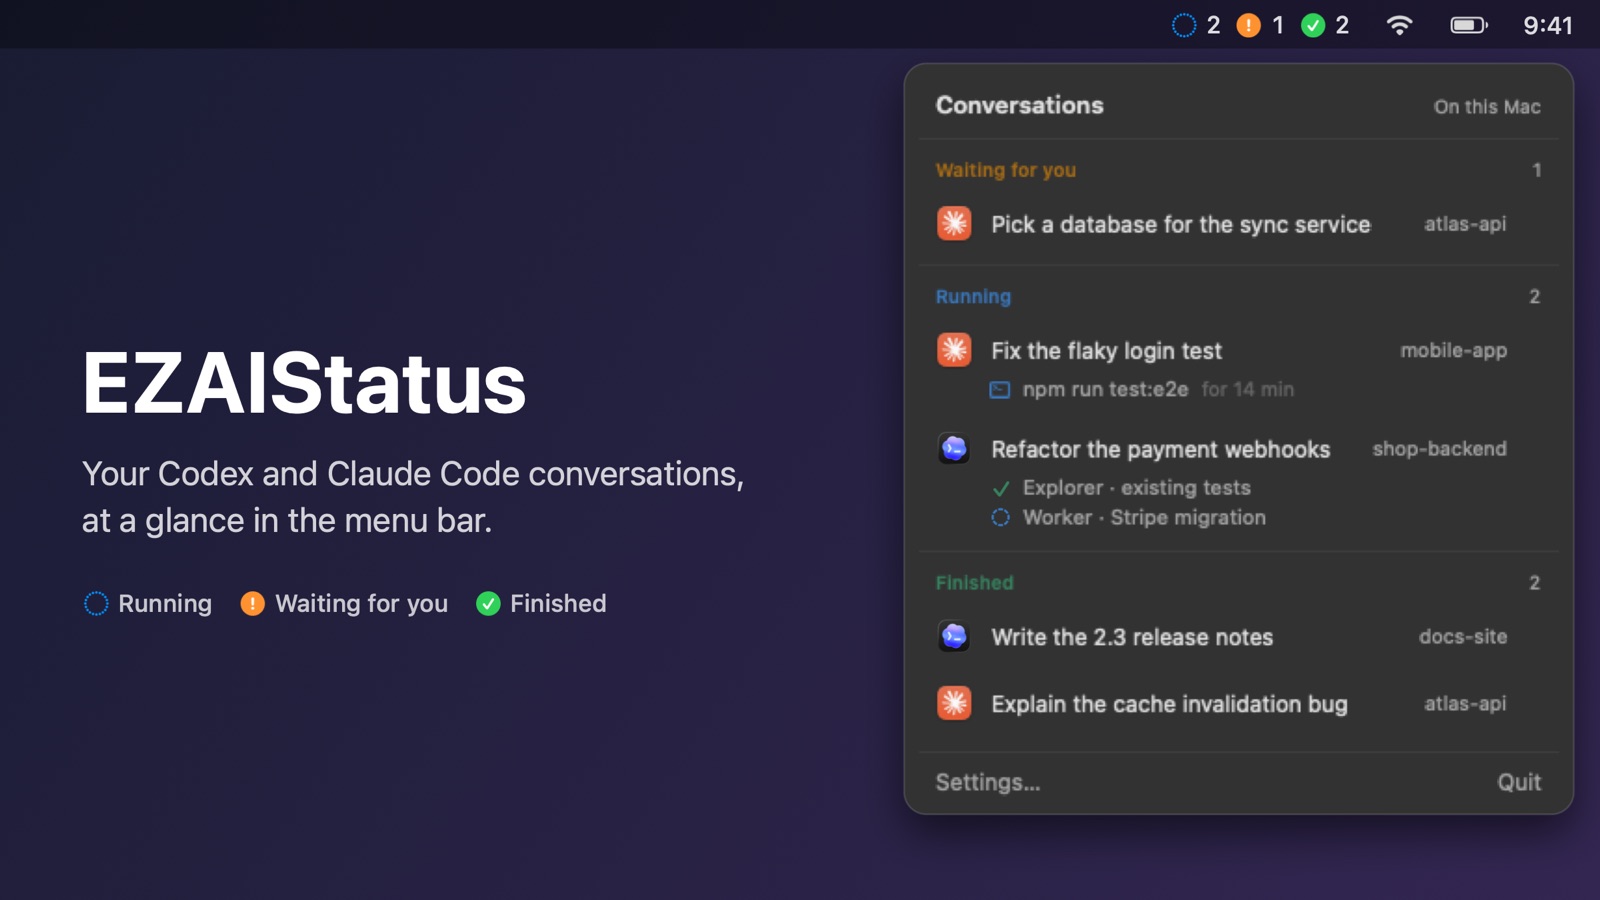 2 1 2 9:41
EZAIStatus
Your Codex and Claude Code conversations,
at a glance in the menu bar.
Running Waiting for you Finished
Conversations On this Mac
Waiting for you 1
Pick a database for the sync service atlas-api
Running 2
Fix the flaky login test mobile-app
npm run test:e2e for 14 min
Refactor the payment webhooks shop-backend
Explorer · existing tests
Worker · Stripe migration
Finished 2
Write the 2.3 release notes docs-site
Explain the cache invalidation bug atlas-api
Settings... Quit